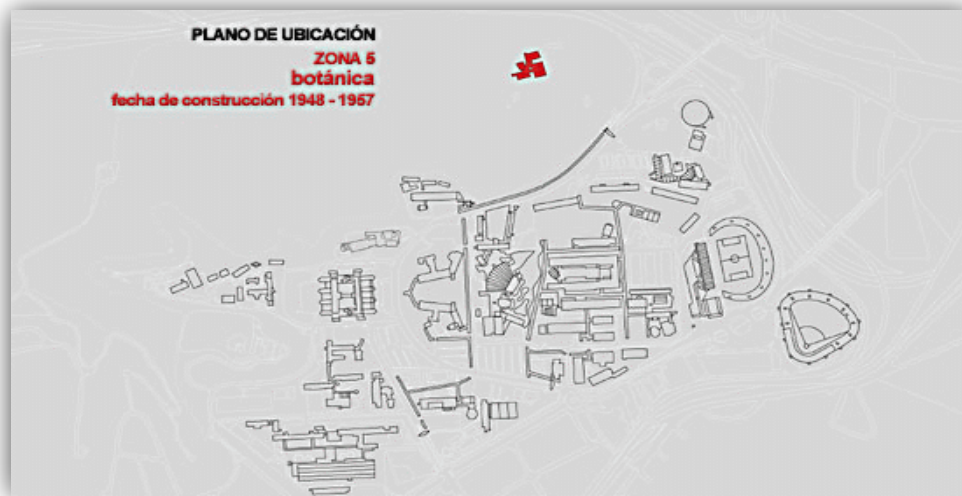 PLANO DE UBICACIÓN
ZONA 5
botánica
fecha de construcción 1948 - 1957